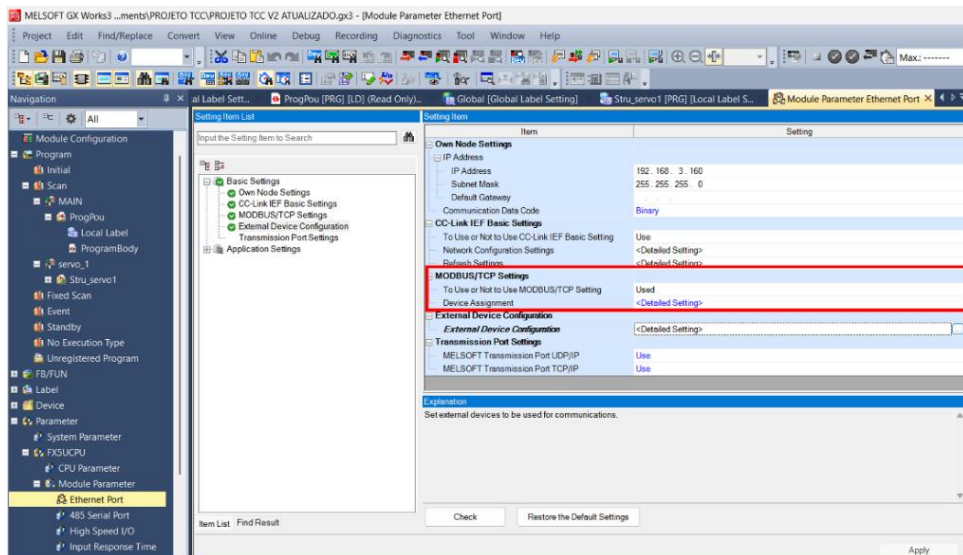 MELSOFT GX Works3 ...ments\PROJETO TCC\PROJETO TCC V2 ATUALIZADO.gx3 - [Module Parameter Ethernet Port]
Project Edit Find/Replace Convert View Online Debug Recording Diagnostics Tool Window Help
Max.: -------
Navigation
al Label Sett... ProgPou [PRG] [LD] (Read Only)... Global [Global Label Setting] Stru_servo1 [PRG] [Local Label S... Module Parameter Ethernet Port
All
Module Configuration
Program
Initial
Scan
MAIN
ProgPou
Local Label
ProgramBody
servo_1
Stru_servo1
Fixed Scan
Event
Standby
No Execution Type
Unregistered Program
FB/FUN
Label
Device
Parameter
System Parameter
FX5UCPU
CPU Parameter
Module Parameter
Ethernet Port
485 Serial Port
High Speed I/O
Input Response Time
Setting Item List
Input the Setting Item to Search
Basic Settings
Own Node Settings
CC-Link IEF Basic Settings
MODBUS/TCP Settings
External Device Configuration
Transmission Port Settings
Application Settings
Item List Find Result
Setting Item
Item Setting
Own Node Settings
IP Address
IP Address 192 . 168 . 3 . 160
Subnet Mask 255 . 255 . 255 . 0
Default Gateway . . .
Communication Data Code Binary
CC-Link IEF Basic Settings
To Use or Not to Use CC-Link IEF Basic Setting Use
Network Configuration Settings <Detailed Setting>
Refresh Settings <Detailed Setting>
MODBUS/TCP Settings
To Use or Not to Use MODBUS/TCP Setting Used
Device Assignment <Detailed Setting>
External Device Configuration
External Device Configuration <Detailed Setting>
Transmission Port Settings
MELSOFT Transmission Port UDP/IP Use
MELSOFT Transmission Port TCP/IP Use
Explanation
Set external devices to be used for communications.
Check Restore the Default Settings
Apply